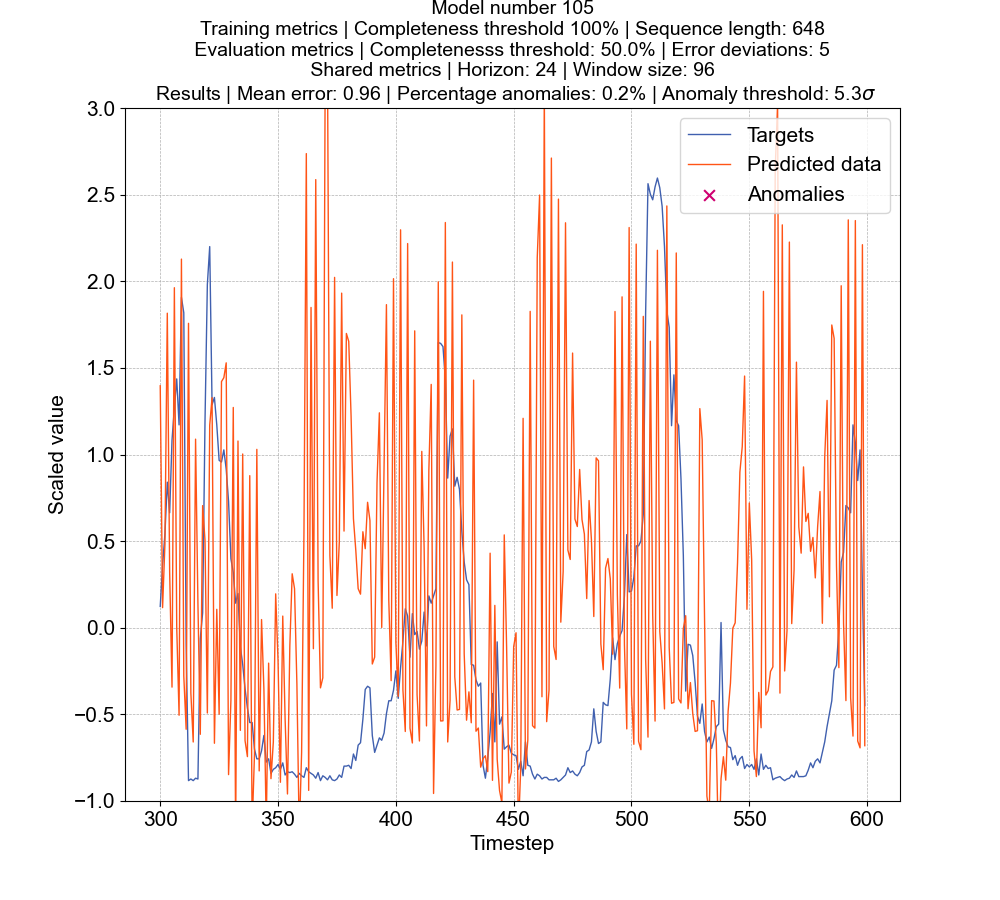 Model number 105
Training metrics | Completeness threshold 100% | Sequence length: 648
Evaluation metrics | Completenesss threshold: 50.0% | Error deviations: 5
Shared metrics | Horizon: 24 | Window size: 96
Results | Mean error: 0.96 | Percentage anomalies: 0.2% | Anomaly threshold: 5.3σ
3.0
2.5
2.0
1.5
1.0
0.5
0.0
−0.5
−1.0
Scaled value
Targets
Predicted data
Anomalies
300 350 400 450 500 550 600
Timestep